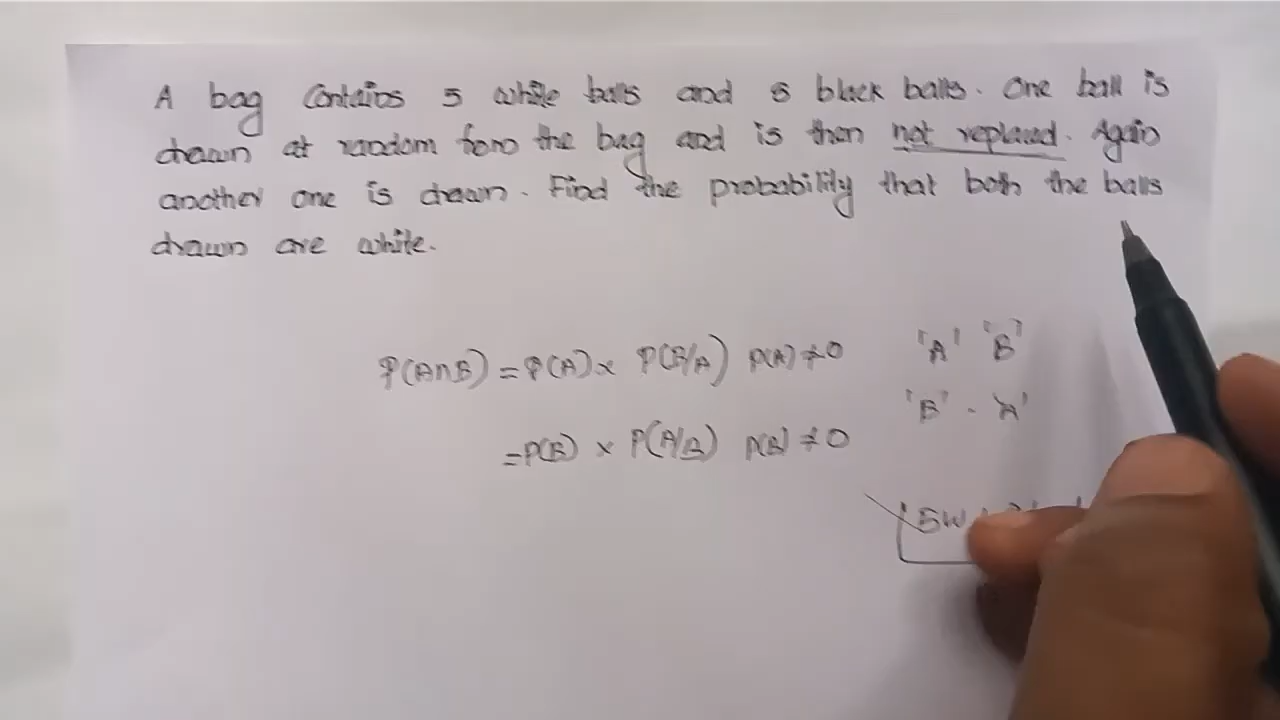 A bag contains 5 white balls and 8 black balls. One ball is
drawn at random from the bag and is then not replaced. Again
another one is drawn. Find the probability that both the balls
drawn are white.
P(A∩B) = P(A) × P(B/A) P(A) ≠ 0 'A' 'B'
= P(B) × P(A/B) P(B) ≠ 0 'B' - 'A'
5W